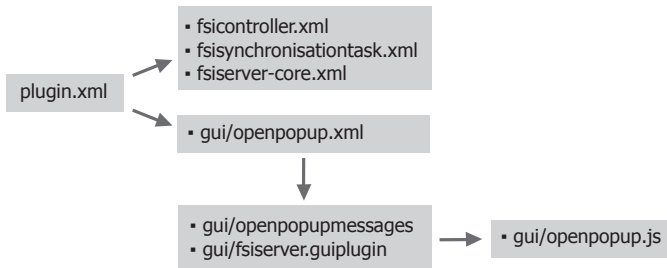 plugin.xml
▪ fsicontroller.xml
▪ fsisynchronisationtask.xml
▪ fsiserver-core.xml
▪ gui/openpopup.xml
▪ gui/openpopupmessages
▪ gui/fsiserver.guiplugin
▪ gui/openpopup.js